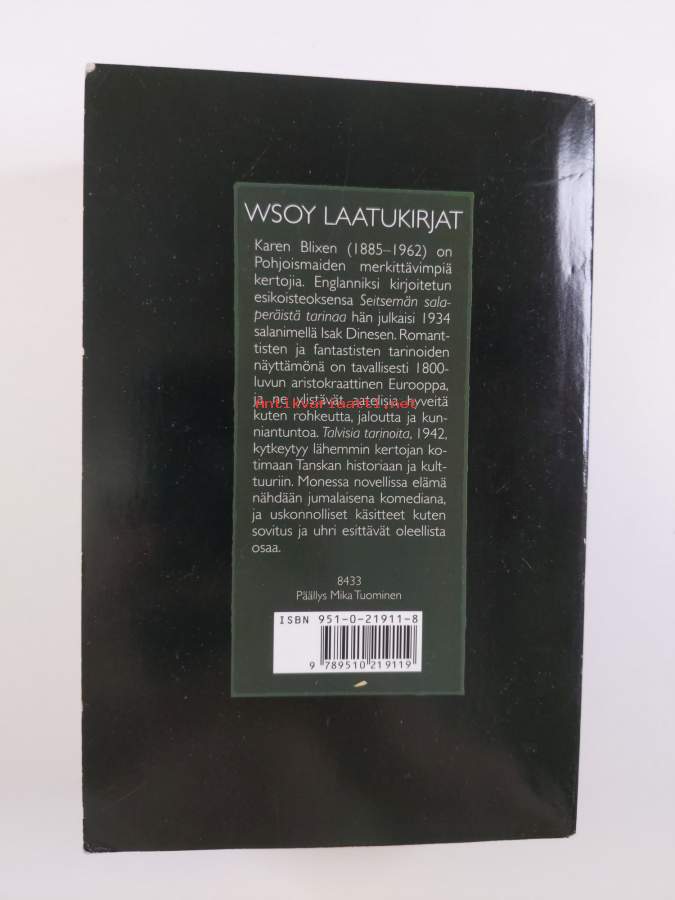 WSOY LAATUKIRJAT
Karen Blixen (1885–1962) on
Pohjoismaiden merkittävimpiä
kertojia. Englanniksi kirjoitetun
esikoisteoksensa Seitsemän sala-
peräistä tarinaa hän julkaisi 1934
salanimellä Isak Dinesen. Romant-
tisten ja fantastisten tarinoiden
näyttämönä on tavallisesti 1800-
luvun aristokraattinen Eurooppa,
ja ne ylistävät aatelisia hyveitä
antikvariaatti.net
kuten rohkeutta, jaloutta ja kun-
niantuntoa. Talvisia tarinoita, 1942,
kytkeytyy lähemmin kertojan ko-
timaan Tanskan historiaan ja kult-
tuuriin. Monessa novellissa elämä
nähdään jumalaisena komediana,
ja uskonnolliset käsitteet kuten
sovitus ja uhri esittävät oleellista
osaa.
8433
Päällys Mika Tuominen
ISBN 951-0-21911-8
9 789510 219119